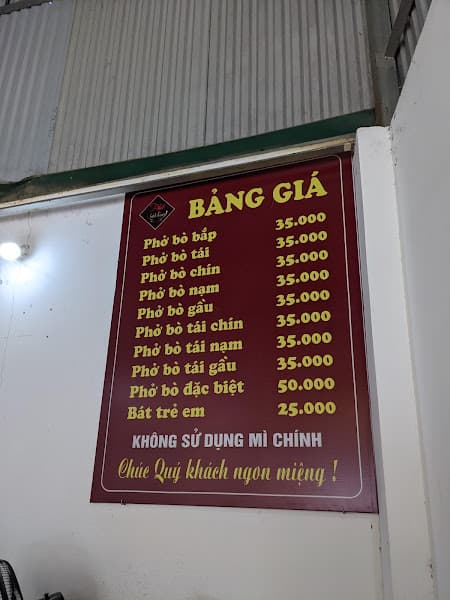 BẢNG GIÁ
Phở bò bắp 35.000
Phở bò tái 35.000
Phở bò chín 35.000
Phở bò nạm 35.000
Phở bò gầu 35.000
Phở bò tái chín 35.000
Phở bò tái nạm 35.000
Phở bò tái gầu 35.000
Phở bò đặc biệt 50.000
Bát trẻ em 25.000
KHÔNG SỬ DỤNG MÌ CHÍNH
Chúc Quý khách ngon miệng !